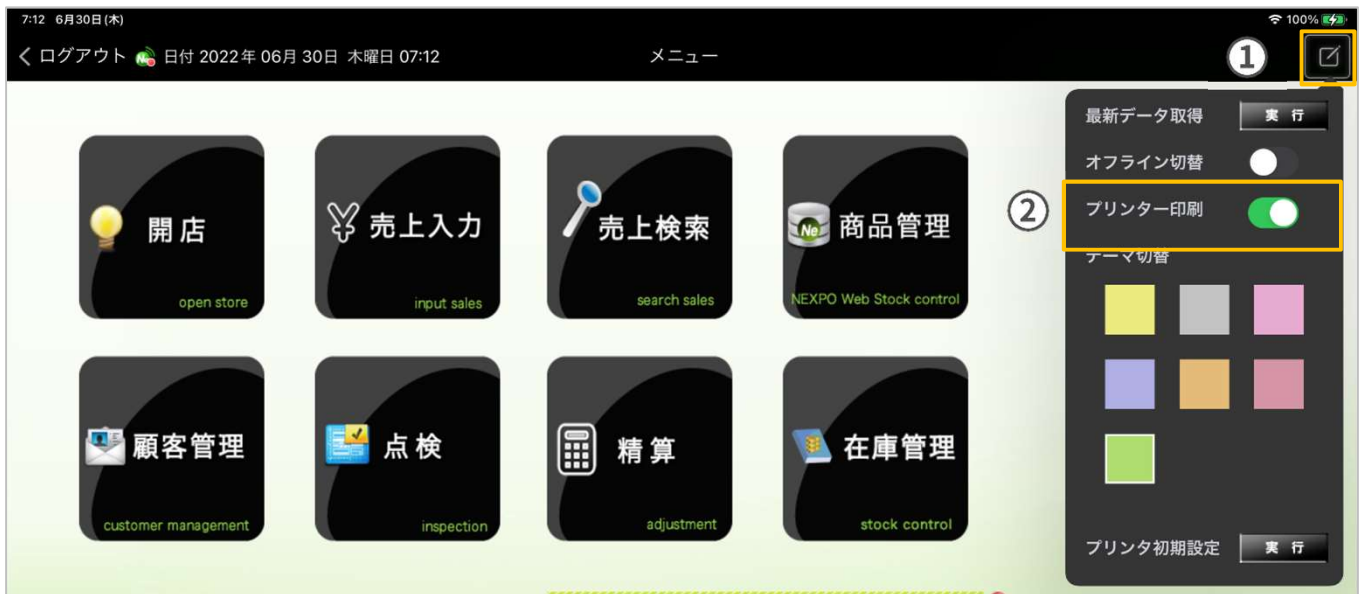 7:12 6月30日(木)
100%
ログアウト 日付 2022年 06月 30日 木曜日 07:12
メニュー
①
最新データ取得 実行
オフライン切替
② プリンター印刷
テーマ切替
開店
open store
売上入力
input sales
売上検索
search sales
Ne 商品管理
NEXPO Web Stock control
顧客管理
customer management
点検
inspection
精算
adjustment
在庫管理
stock control
プリンタ初期設定 実行